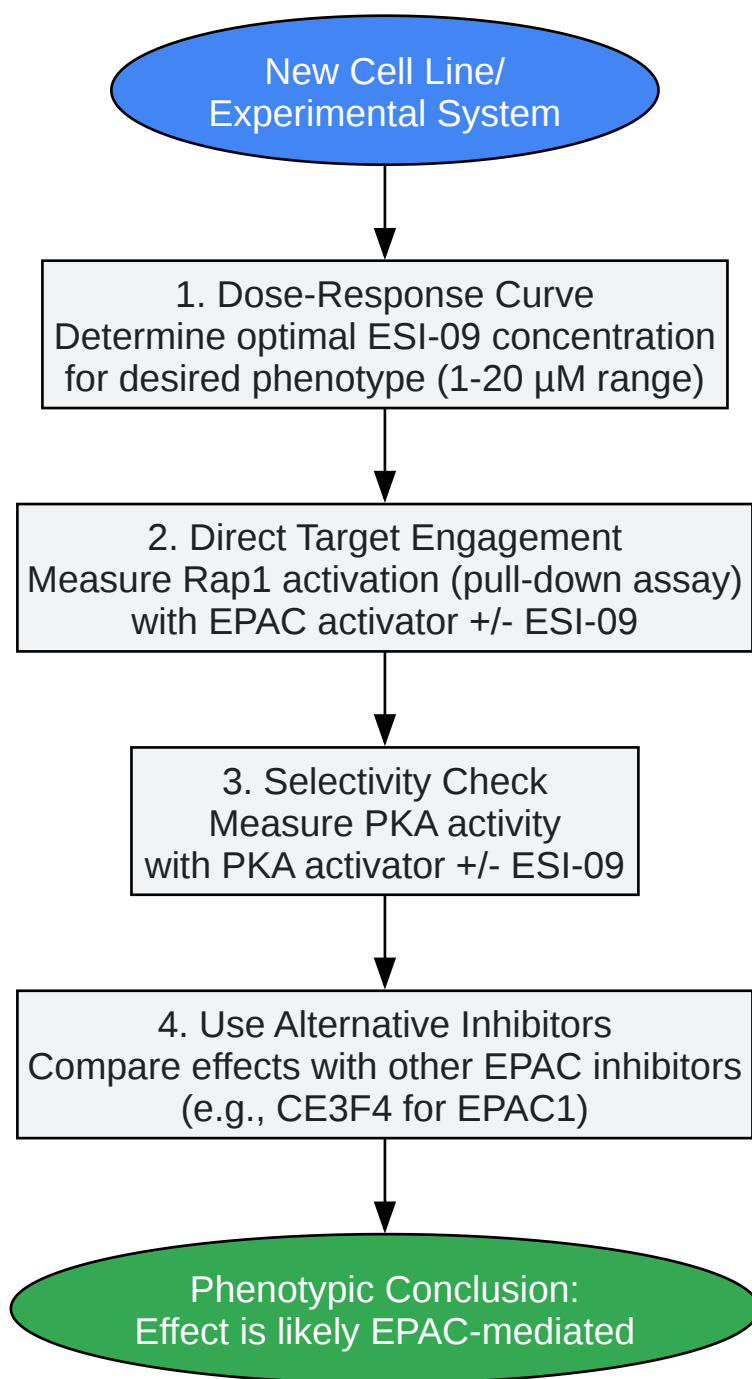 New Cell Line/
Experimental System
1. Dose-Response Curve
Determine optimal ESI-09 concentration
for desired phenotype (1-20 µM range)
2. Direct Target Engagement
Measure Rap1 activation (pull-down assay)
with EPAC activator +/- ESI-09
3. Selectivity Check
Measure PKA activity
with PKA activator +/- ESI-09
4. Use Alternative Inhibitors
Compare effects with other EPAC inhibitors
(e.g., CE3F4 for EPAC1)
Phenotypic Conclusion:
Effect is likely EPAC-mediated